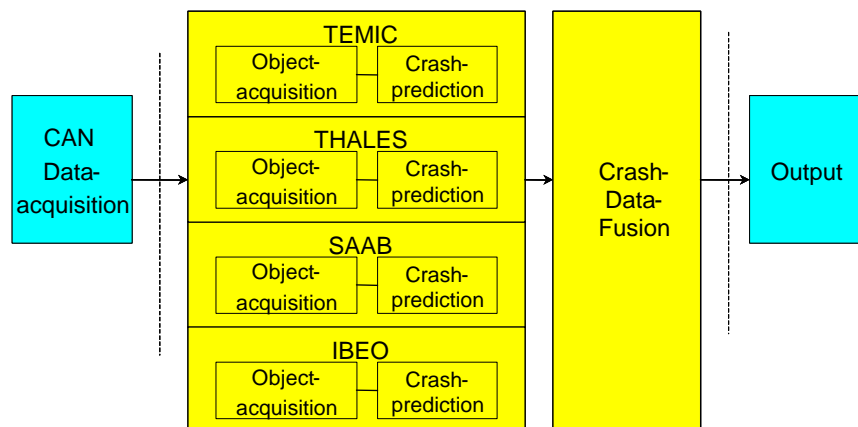 CAN
Data-
acquisition
TEMIC
Object-
acquisition
Crash-
prediction
THALES
Object-
acquisition
Crash-
prediction
SAAB
Object-
acquisition
Crash-
prediction
IBEO
Object-
acquisition
Crash-
prediction
Crash-
Data-
Fusion
Output